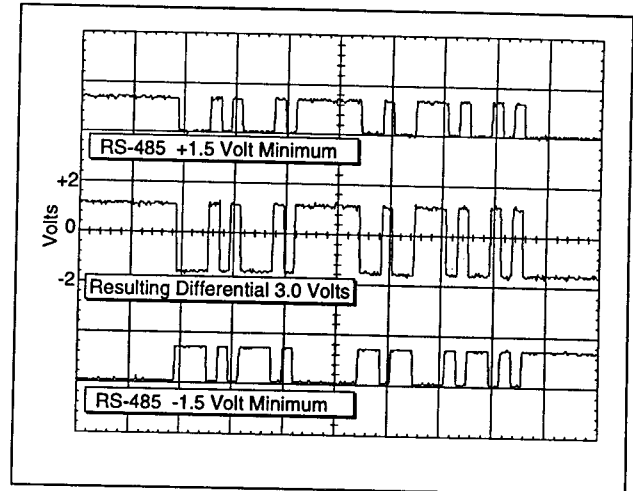 RS-485 +1.5 Volt Minimum
+2
Volts
0
-2
Resulting Differential 3.0 Volts
RS-485 -1.5 Volt Minimum